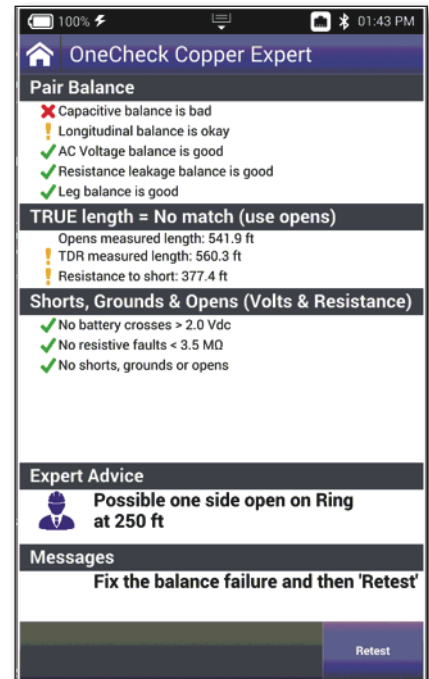 100% 01:43 PM
OneCheck Copper Expert
Pair Balance
Capacitive balance is bad
Longitudinal balance is okay
AC Voltage balance is good
Resistance leakage balance is good
Leg balance is good
TRUE length = No match (use opens)
Opens measured length: 541.9 ft
TDR measured length: 560.3 ft
Resistance to short: 377.4 ft
Shorts, Grounds & Opens (Volts & Resistance)
No battery crosses > 2.0 Vdc
No resistive faults < 3.5 MΩ
No shorts, grounds or opens
Expert Advice
Possible one side open on Ring
at 250 ft
Messages
Fix the balance failure and then 'Retest'
Retest